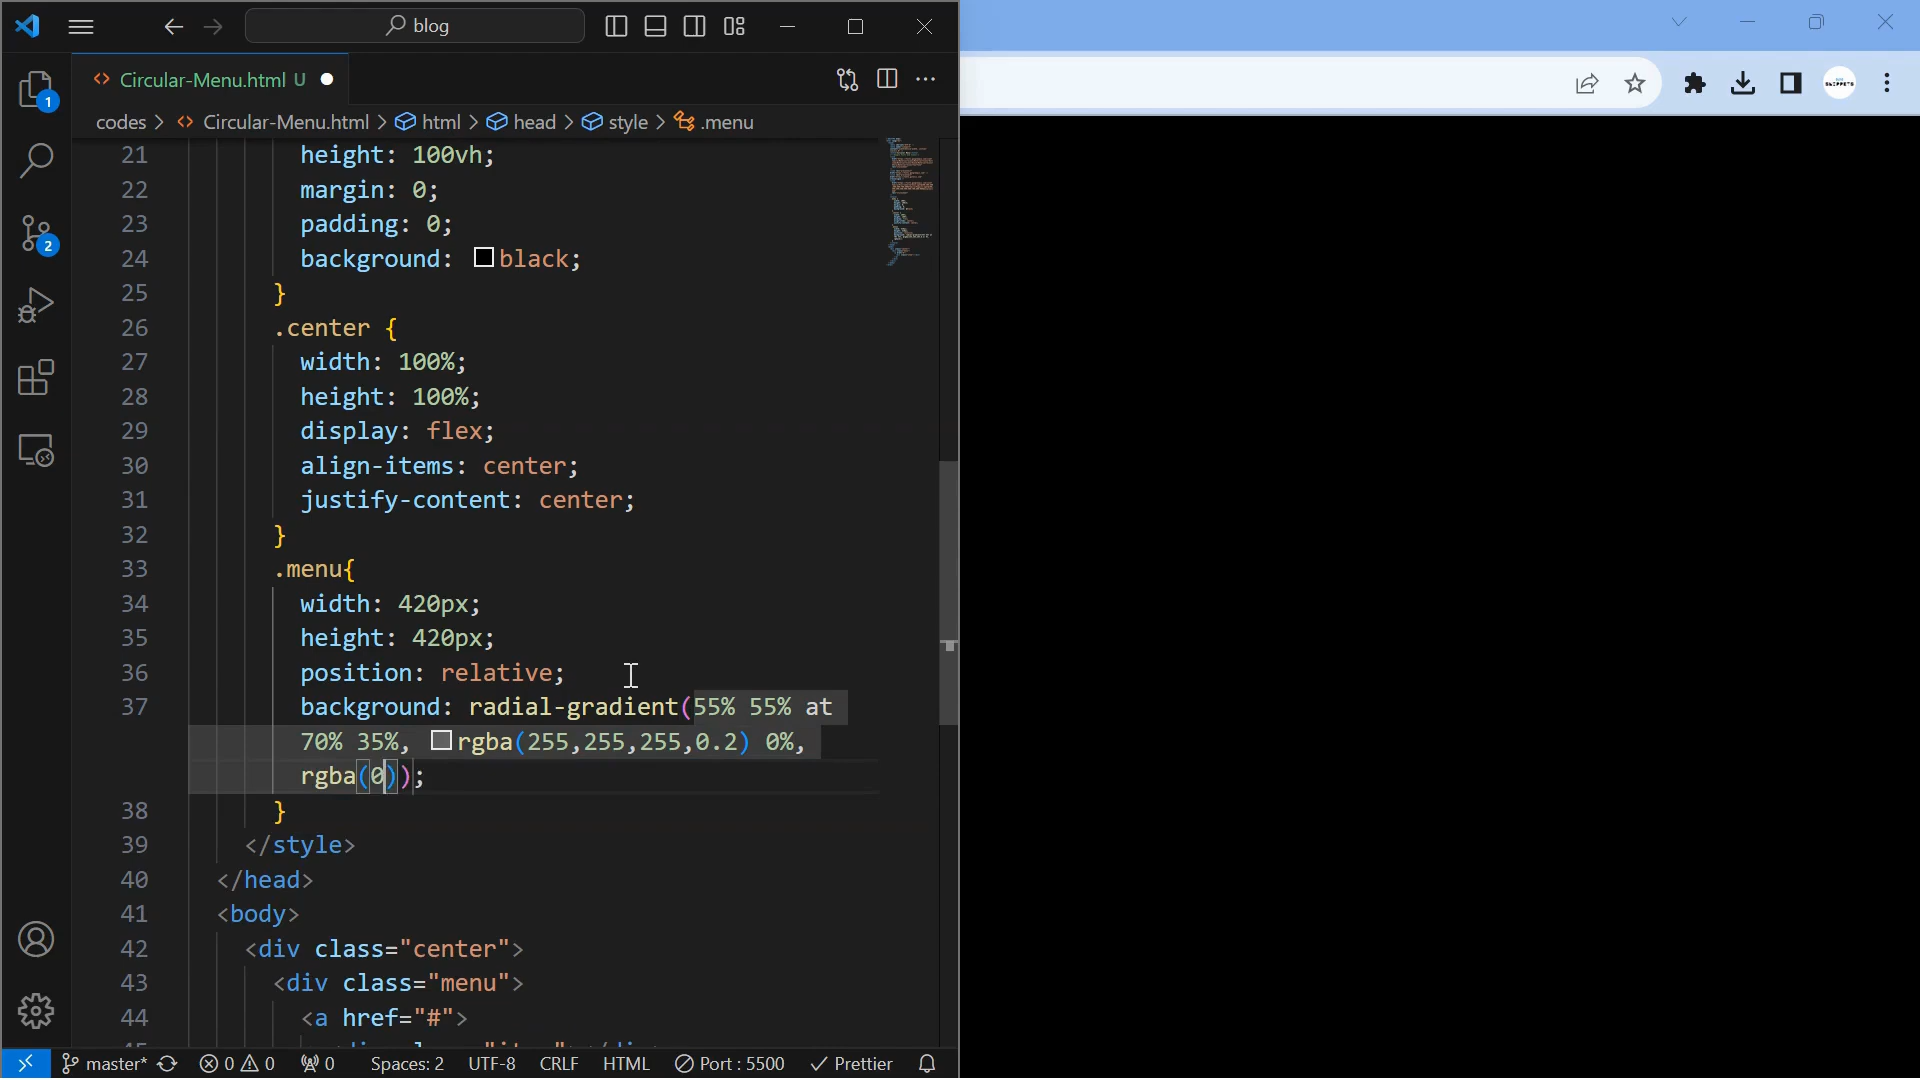 blog
Circular-Menu.html U
codes > Circular-Menu.html > html > head > style > .menu
21 height: 100vh;
22 margin: 0;
23 padding: 0;
24 background: black;
25 }
26 .center {
27 width: 100%;
28 height: 100%;
29 display: flex;
30 align-items: center;
31 justify-content: center;
32 }
33 .menu{
34 width: 420px;
35 height: 420px;
36 position: relative;
37 background: radial-gradient(55% 55% at
70% 35%, rgba(255,255,255,0.2) 0%,
rgba(0));
38 }
39 </style>
40 </head>
41 <body>
42 <div class="center">
43 <div class="menu">
44 <a href="#">
1
2
master* 0 0 0 Spaces: 2 UTF-8 CRLF HTML Port : 5500 Prettier